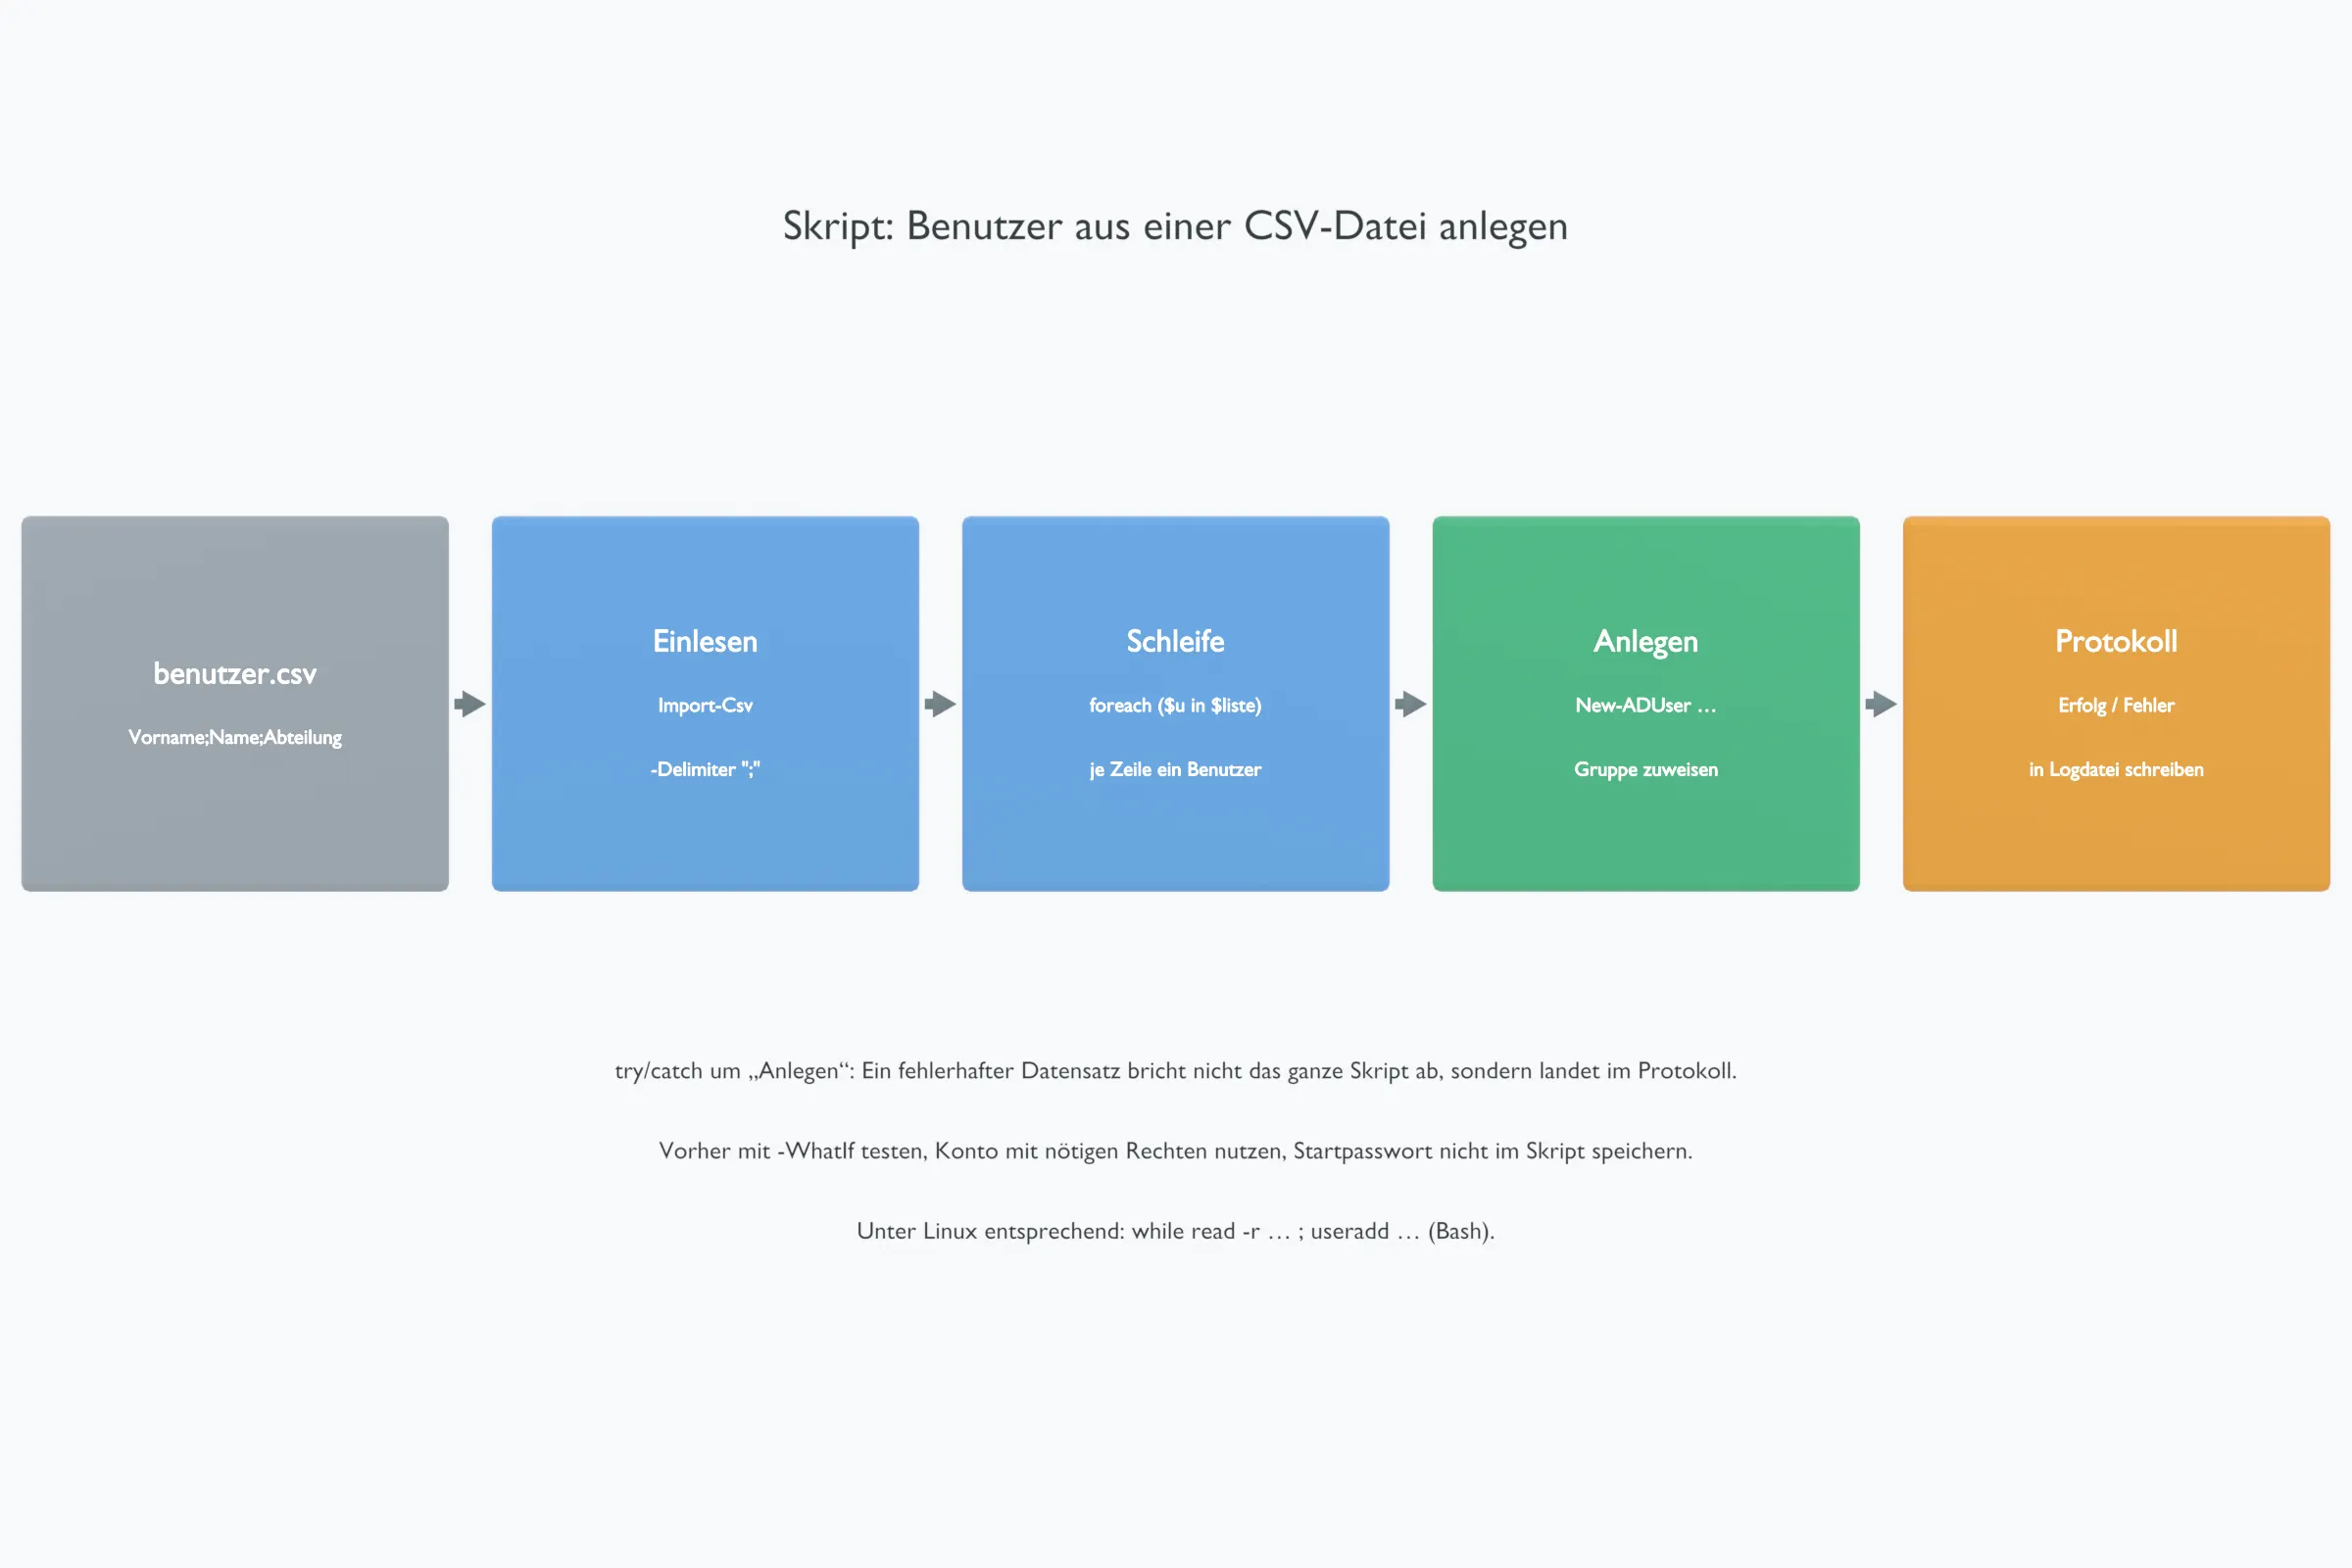 Skript: Benutzer aus einer CSV-Datei anlegen
benutzer.csv
Vorname;Name;Abteilung
Einlesen
Import-Csv
-Delimiter ";"
Schleife
foreach ($u in $liste)
je Zeile ein Benutzer
Anlegen
New-ADUser …
Gruppe zuweisen
Protokoll
Erfolg / Fehler
in Logdatei schreiben
try/catch um „Anlegen“: Ein fehlerhafter Datensatz bricht nicht das ganze Skript ab, sondern landet im Protokoll.
Vorher mit -WhatIf testen, Konto mit nötigen Rechten nutzen, Startpasswort nicht im Skript speichern.
Unter Linux entsprechend: while read -r … ; useradd … (Bash).